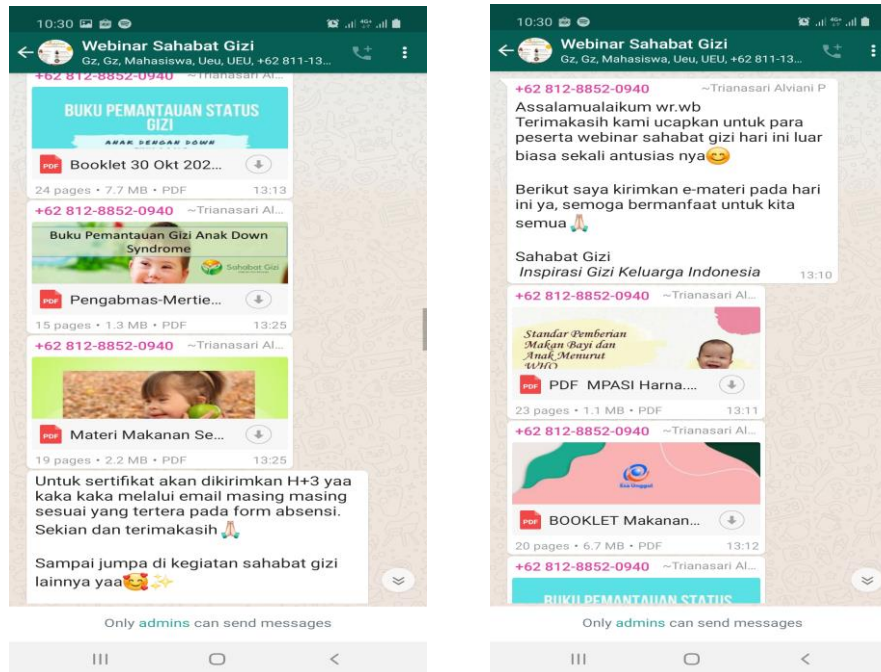 10:30
Webinar Sahabat Gizi
Gz, Gz, Mahasiswa, Ueu, UEU, +62 811-13...
+62 812-8852-0940 ~Trianasari Al...
BUKU PEMANTAUAN STATUS
GIZI
ANAK DENGAN DOWN
PDF Booklet 30 Okt 202...
24 pages • 7.7 MB • PDF 13:13
+62 812-8852-0940 ~Trianasari Al...
Buku Pemantauan Gizi Anak Down
Syndrome
Sahabat Gizi
PDF Pengabmas-Mertie...
15 pages • 1.3 MB • PDF 13:25
+62 812-8852-0940 ~Trianasari Al...
PDF Materi Makanan Se...
19 pages • 2.2 MB • PDF 13:25
Untuk sertifikat akan dikirimkan H+3 yaa
kaka kaka melalui email masing masing
sesuai yang tertera pada form absensi.
Sekian dan terimakasih 🙏🏻
Sampai jumpa di kegiatan sahabat gizi
lainnya yaa🥰✨
Only admins can send messages
10:30
Webinar Sahabat Gizi
Gz, Gz, Mahasiswa, Ueu, UEU, +62 811-13...
+62 812-8852-0940 ~Trianasari Alviani P
Assalamualaikum wr.wb
Terimakasih kami ucapkan untuk para
peserta webinar sahabat gizi hari ini luar
biasa sekali antusias nya😊
Berikut saya kirimkan e-materi pada hari
ini ya, semoga bermanfaat untuk kita
semua 🙏🏻
Sahabat Gizi
Inspirasi Gizi Keluarga Indonesia 13:10
+62 812-8852-0940 ~Trianasari Al...
Standar Pemberian
Makan Bayi dan
Anak Menurut
WHO
PDF PDF MPASI Harna....
23 pages • 1.1 MB • PDF 13:11
+62 812-8852-0940 ~Trianasari Al...
Esa Unggul
PDF BOOKLET Makanan...
20 pages • 6.7 MB • PDF 13:12
+62 812-8852-0940 ~Trianasari Al...
BUKU PEMANTAUAN STATUS
Only admins can send messages